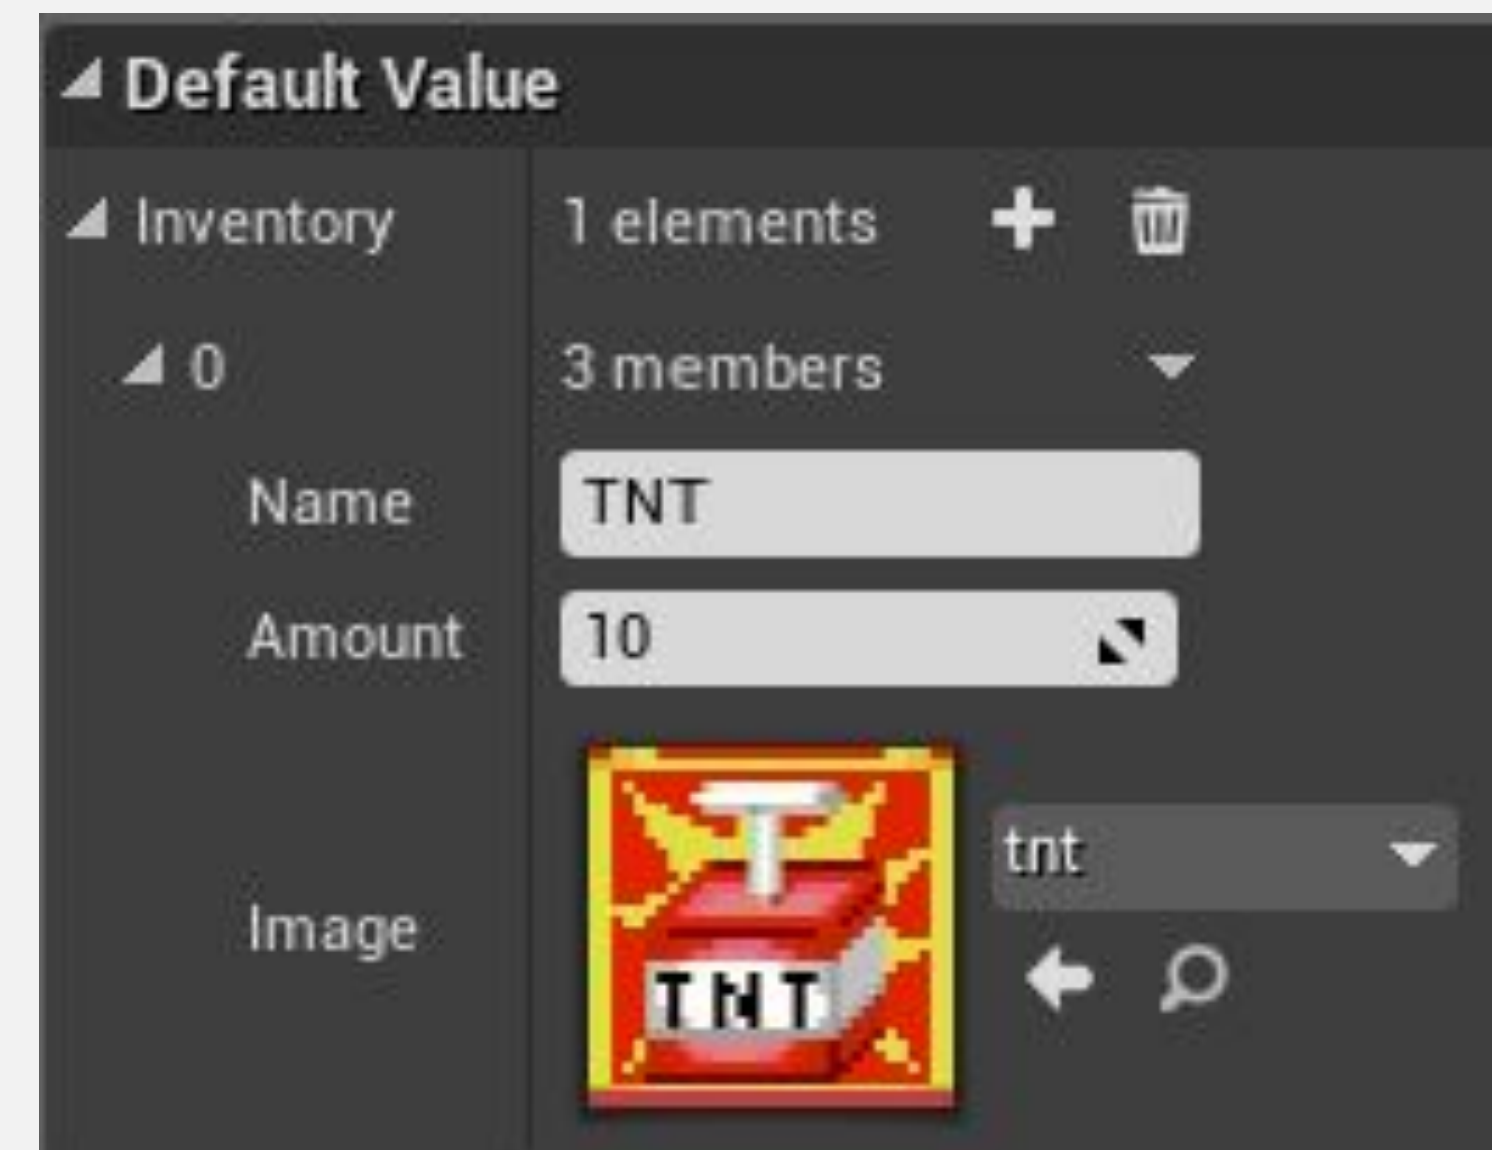 Default Value
Inventory 1 elements
0 3 members
Name TNT
Amount 10
Image tnt
TNT